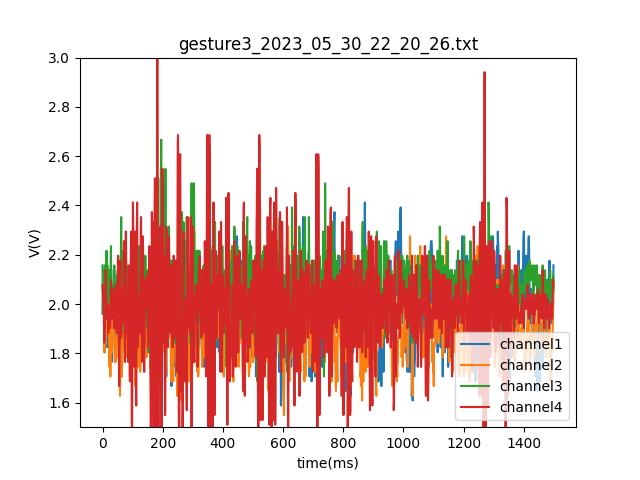 gesture3_2023_05_30_22_20_26.txt
V(V)
3.0
2.8
2.6
2.4
2.2
2.0
1.8
1.6
channel1
channel2
channel3
channel4
0 200 400 600 800 1000 1200 1400
time(ms)